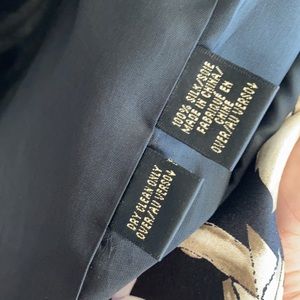 100% SILK/SOIE
MADE IN CHINA/
FABRIQUÉ EN
CHINE
OVER/AU VERSO↓
DRY CLEAN ONLY
OVER/AU VERSO↓